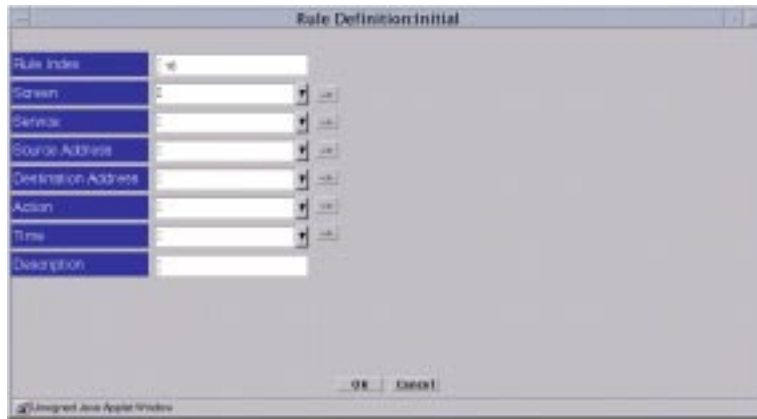 Rule Definition:Initial
Rule Index
Screen
Service
Source Address
Destination Address
Action
Time
Description
OK Cancel
Unsigned Java Applet Window